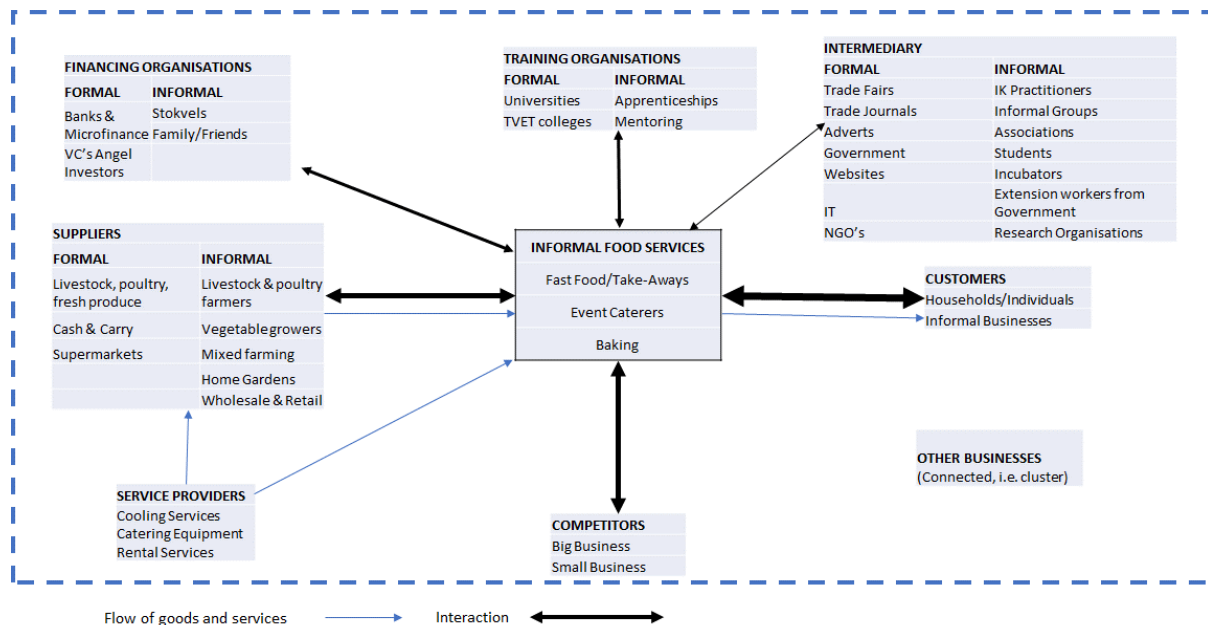 FINANCING ORGANISATIONS
FORMAL INFORMAL
Banks & Microfinance Stokvels
Family/Friends
VC's Angel Investors
TRAINING ORGANISATIONS
FORMAL INFORMAL
Universities Apprenticeships
TVET colleges Mentoring
INTERMEDIARY
FORMAL INFORMAL
Trade Fairs IK Practitioners
Trade Journals Informal Groups
Adverts Associations
Government Students
Websites Incubators
IT Extension workers from Government
NGO's Research Organisations
SUPPLIERS
FORMAL INFORMAL
Livestock, poultry, fresh produce Livestock & poultry farmers
Cash & Carry Vegetable growers
Supermarkets Mixed farming
Home Gardens
Wholesale & Retail
INFORMAL FOOD SERVICES
Fast Food/Take-Aways
Event Caterers
Baking
CUSTOMERS
Households/Individuals
Informal Businesses
OTHER BUSINESSES
(Connected, i.e. cluster)
SERVICE PROVIDERS
Cooling Services
Catering Equipment
Rental Services
COMPETITORS
Big Business
Small Business
Flow of goods and services Interaction